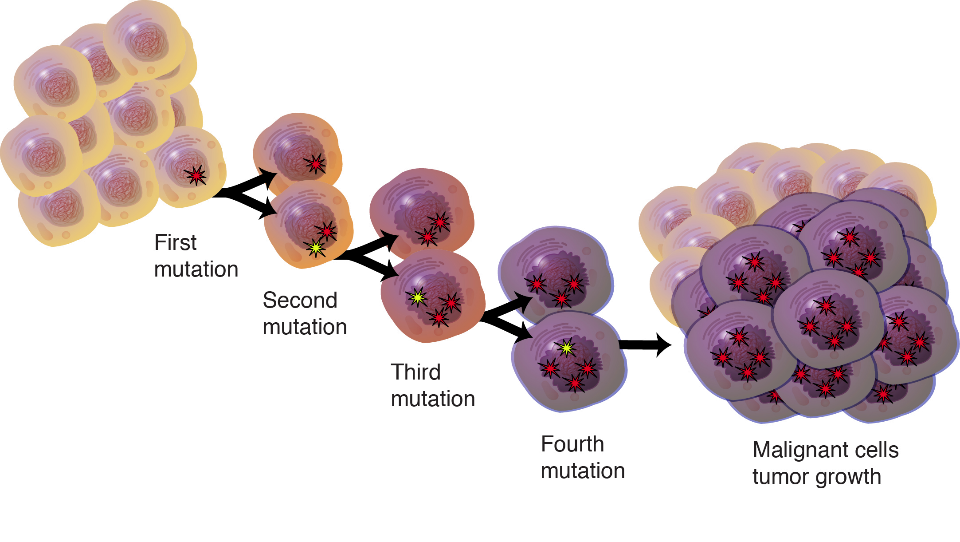 First
mutation
Second
mutation
Third
mutation
Fourth
mutation
Malignant cells
tumor growth